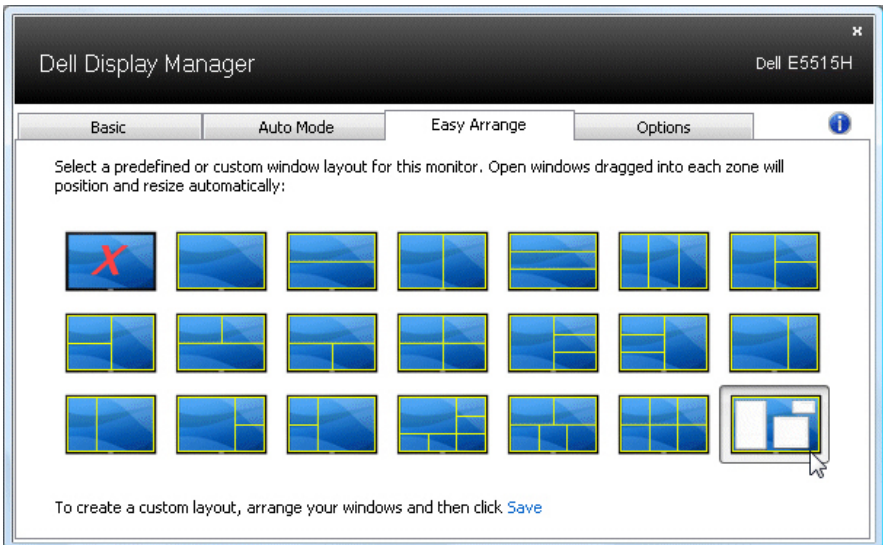 x
Dell Display Manager
Dell E5515H
Basic
Auto Mode
Easy Arrange
Options
i
Select a predefined or custom window layout for this monitor. Open windows dragged into each zone will
position and resize automatically:
X
To create a custom layout, arrange your windows and then click Save